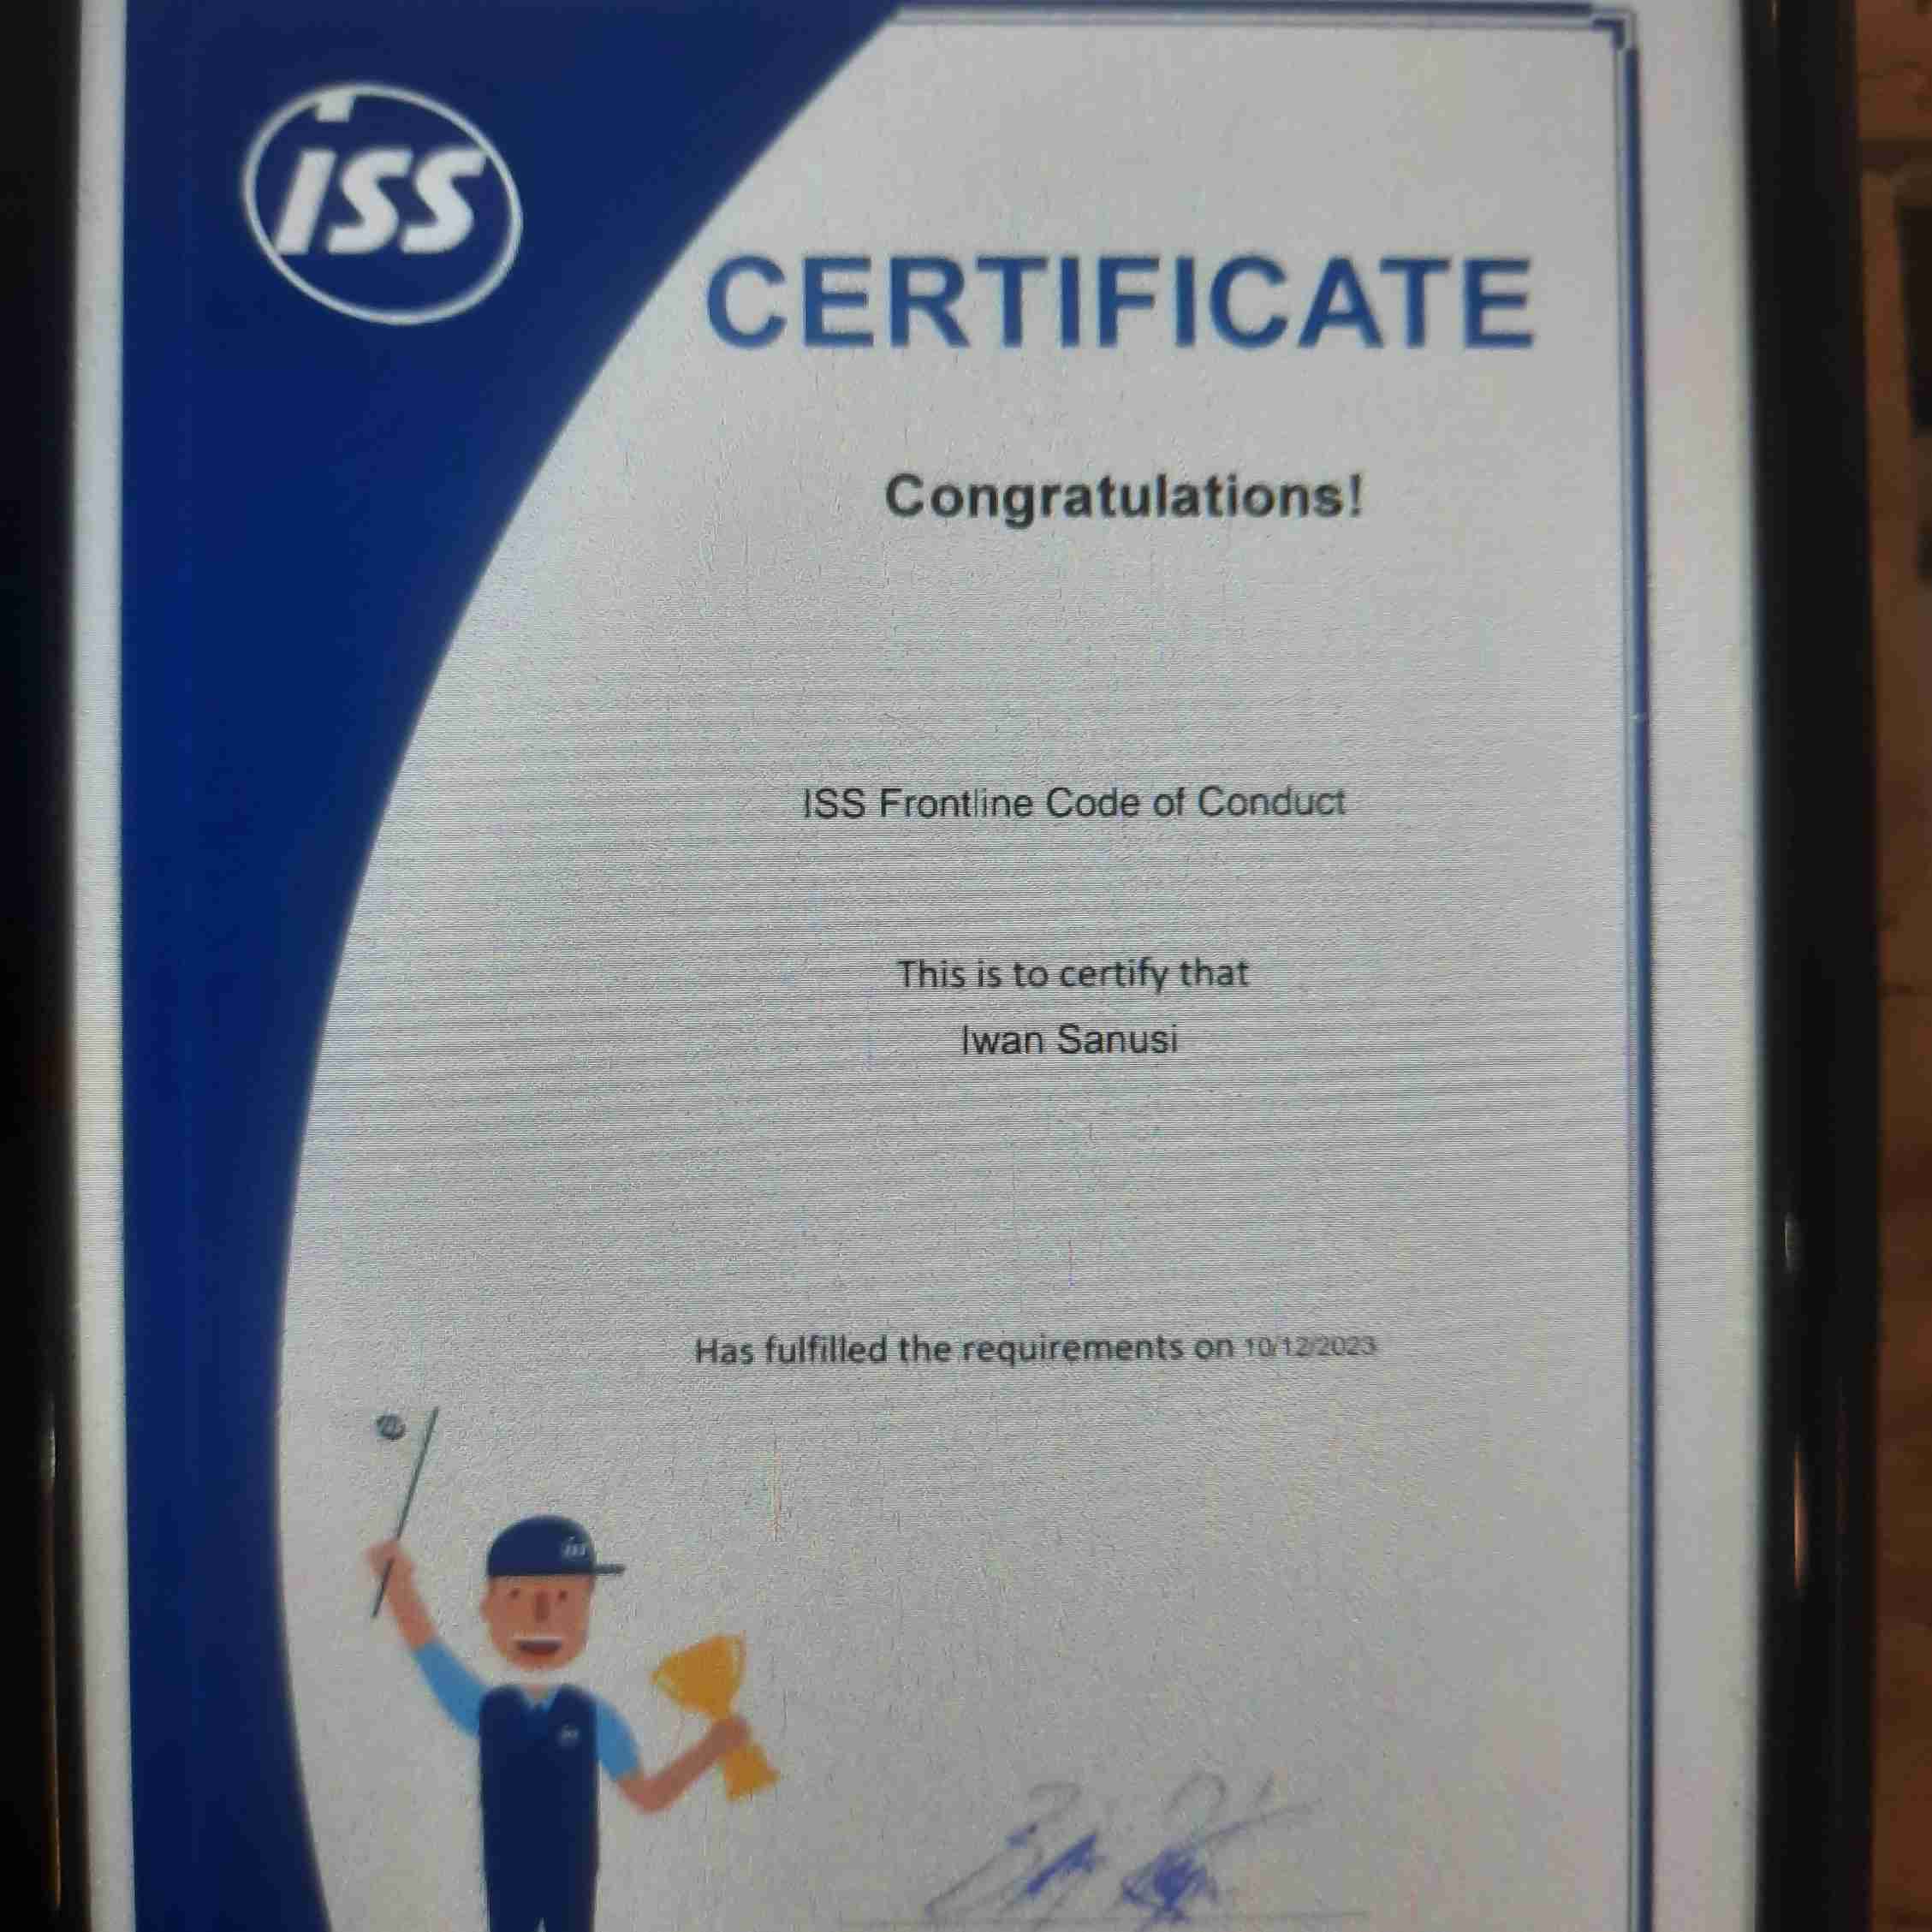 ISS
CERTIFICATE
Congratulations!
ISS Frontline Code of Conduct
This is to certify that
Iwan Sanusi
Has fulfilled the requirements on 10/12/2023